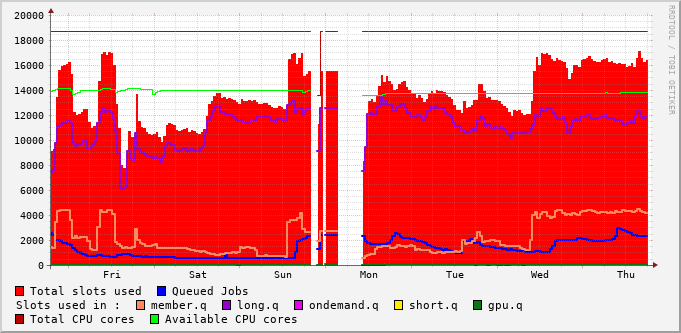 20000
18000
16000
14000
12000
10000
8000
6000
4000
2000
0
Fri Sat Sun Mon Tue Wed Thu
RRDTOOL / TOBI OETIKER
Total slots used Queued Jobs
Slots used in : member.q long.q ondemand.q short.q gpu.q
Total CPU cores Available CPU cores